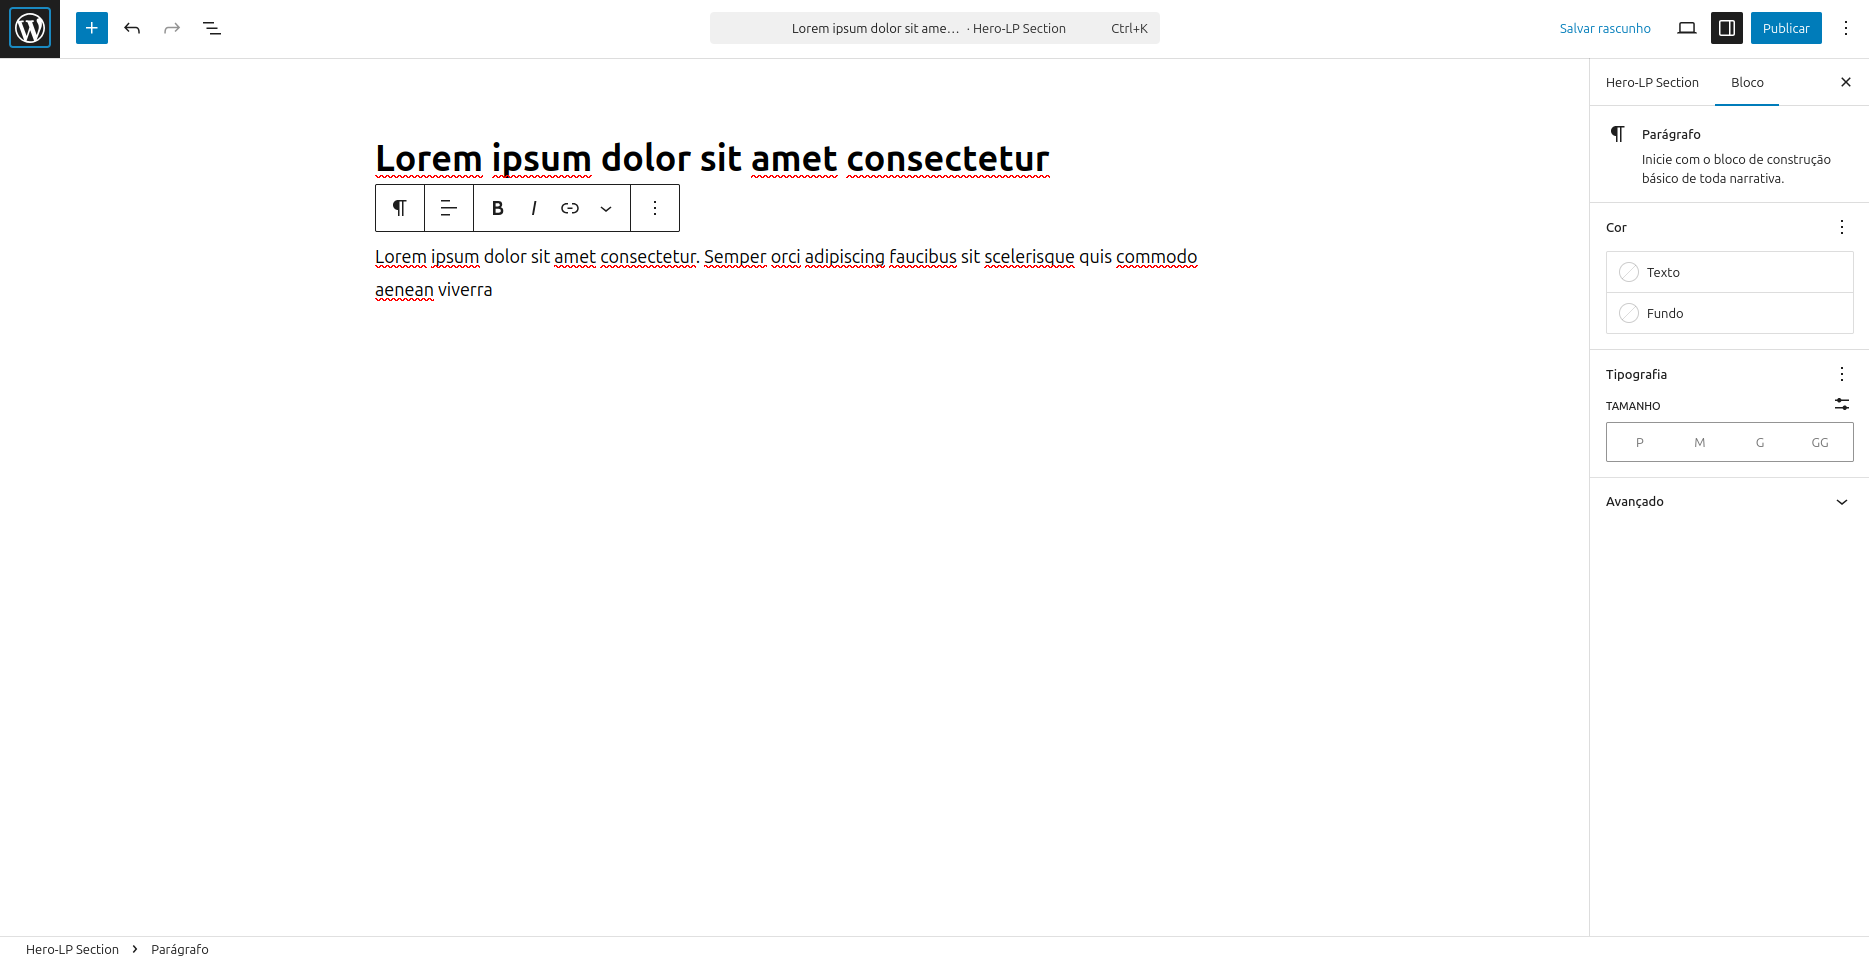 Lorem ipsum dolor sit ame… · Hero-LP Section Ctrl+K
Salvar rascunho
Publicar
Hero-LP Section
Bloco
Lorem ipsum dolor sit amet consectetur
B I
Lorem ipsum dolor sit amet consectetur. Semper orci adipiscing faucibus sit scelerisque quis commodo
aenean viverra
Parágrafo
Inicie com o bloco de construção
básico de toda narrativa.
Cor
Texto
Fundo
Tipografia
TAMANHO
P M G GG
Avançado
Hero-LP Section › Parágrafo